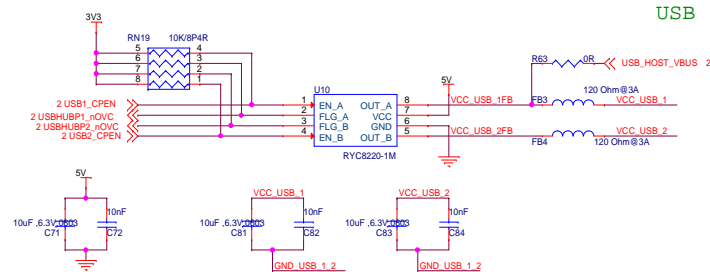 USB
3V3
RN19 10K/8P4R
5 4
6 3
7 2
8 1
R63 0R
USB_HOST_VBUS 2
U10
5V
2 USB1_CPEN 1 EN_A OUT_A 8 VCC_USB_1FB FB3 120 Ohm@3A VCC_USB_1
2 USBHUBP1_nOVC 2 FLG_A VCC 7
2 USBHUBP2_nOVC 3 FLG_B GND 6
2 USB2_CPEN 4 EN_B OUT_B 5 VCC_USB_2FB FB4 120 Ohm@3A VCC_USB_2
RYC8220-1M
5V VCC_USB_1 VCC_USB_2
10nF 10nF 10nF
10uF ,6.3V,0603 10uF ,6.3V,0603 10uF ,6.3V,0603
C71 C72 C81 C82 C83 C84
GND_USB_1_2 GND_USB_1_2